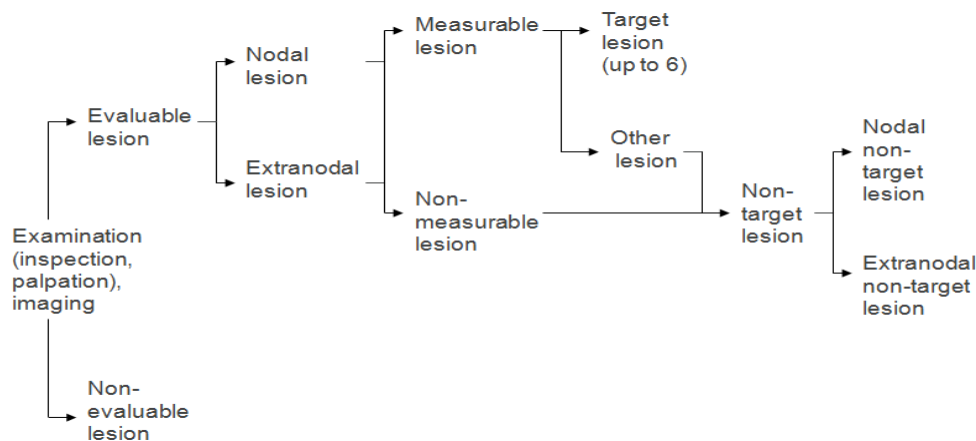 Examination
(inspection,
palpation),
imaging
Evaluable
lesion
Non-
evaluable
lesion
Nodal
lesion
Extranodal
lesion
Measurable
lesion
Non-
measurable
lesion
Target
lesion
(up to 6)
Other
lesion
Non-
target
lesion
Nodal
non-
target
lesion
Extranodal
non-target
lesion